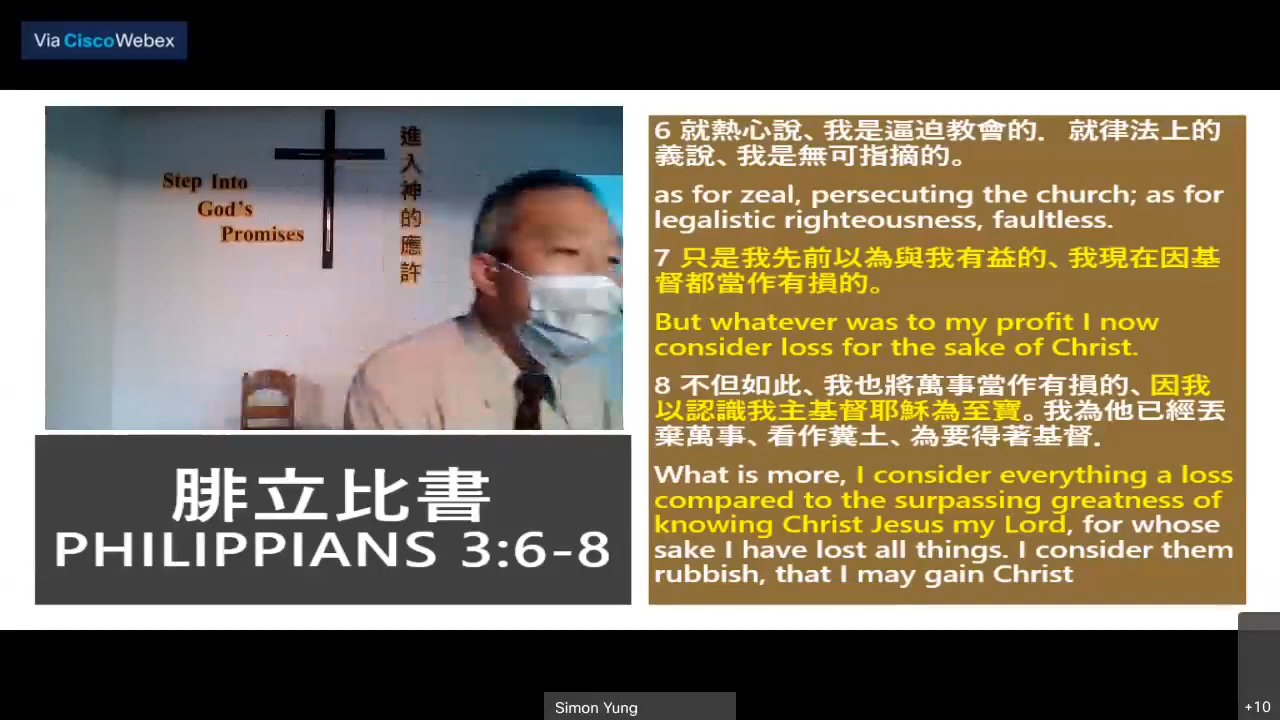 Via CiscoWebex
Step Into
God's
Promises
進入神的應許
腓立比書
PHILIPPIANS 3:6-8
6 就熱心說、我是逼迫教會的． 就律法上的
義說、我是無可指摘的。
as for zeal, persecuting the church; as for
legalistic righteousness, faultless.
7 只是我先前以為與我有益的、我現在因基
督都當作有損的。
But whatever was to my profit I now
consider loss for the sake of Christ.
8 不但如此、我也將萬事當作有損的、因我
以認識我主基督耶穌為至寶。我為他已經丟
棄萬事、看作糞土、為要得著基督．
What is more, I consider everything a loss
compared to the surpassing greatness of
knowing Christ Jesus my Lord, for whose
sake I have lost all things. I consider them
rubbish, that I may gain Christ
Simon Yung
+10